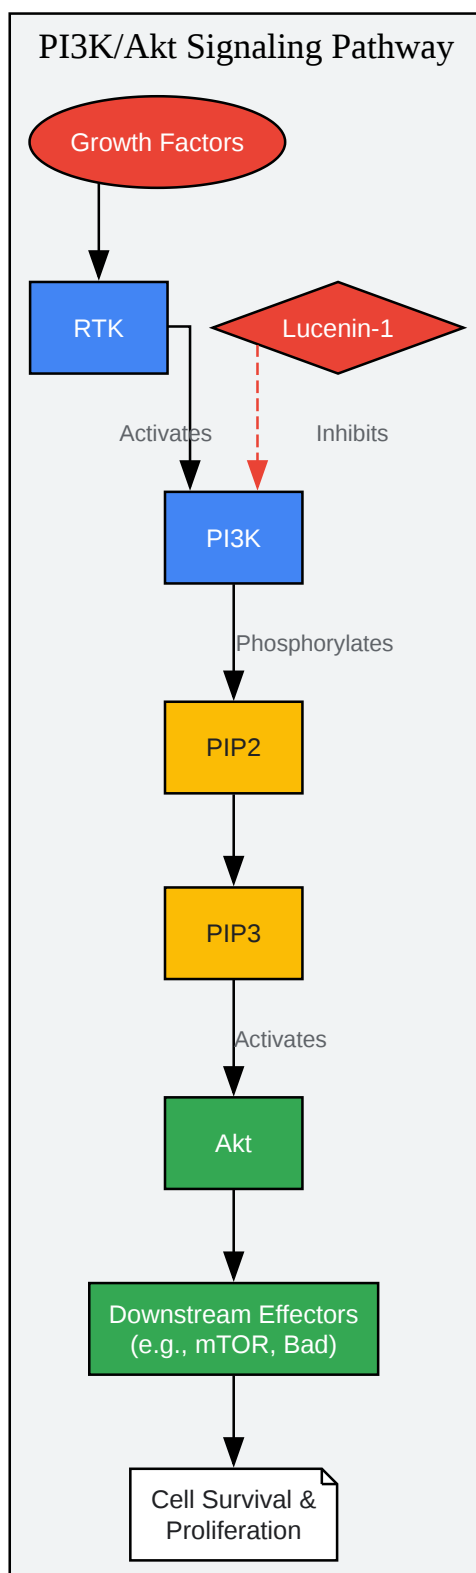 PI3K/Akt Signaling Pathway
Growth Factors
RTK
Lucenin-1
Activates
Inhibits
PI3K
Phosphorylates
PIP2
PIP3
Activates
Akt
Downstream Effectors
(e.g., mTOR, Bad)
Cell Survival &
Proliferation